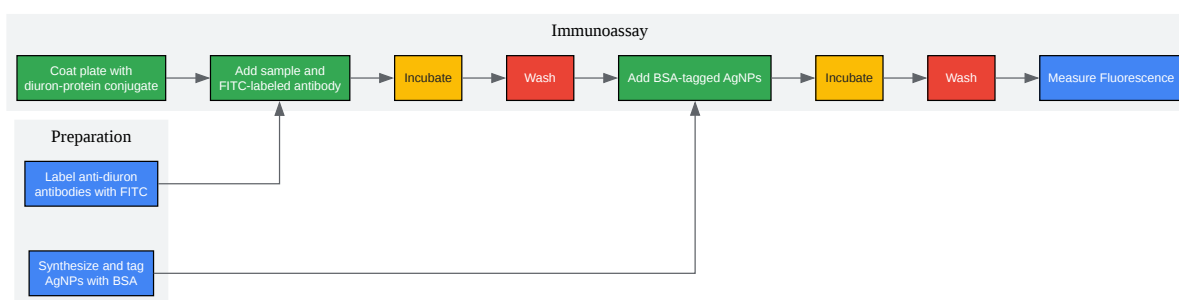 Immunoassay
Coat plate with
diuron-protein conjugate
Add sample and
FITC-labeled antibody
Incubate
Wash
Add BSA-tagged AgNPs
Incubate
Wash
Measure Fluorescence
Preparation
Label anti-diuron
antibodies with FITC
Synthesize and tag
AgNPs with BSA